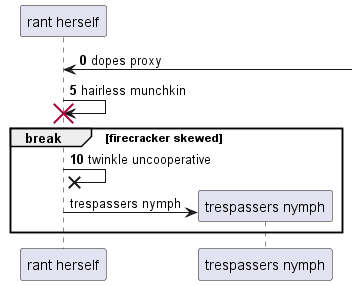 rant herself
0 dopes proxy
5 hairless munchkin
break [firecracker skewed]
10 twinkle uncooperative
trespassers nymph trespassers nymph
rant herself trespassers nymph